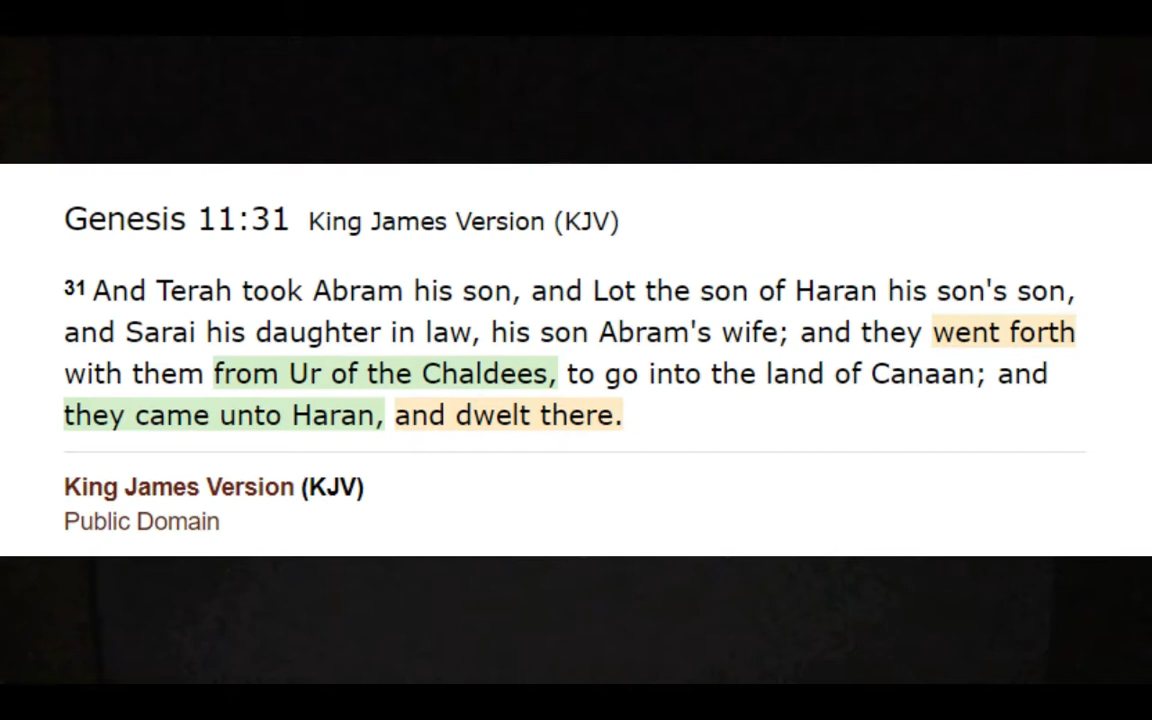 Genesis 11:31 King James Version (KJV)
31 And Terah took Abram his son, and Lot the son of Haran his son's son,
and Sarai his daughter in law, his son Abram's wife; and they went forth
with them from Ur of the Chaldees, to go into the land of Canaan; and
they came unto Haran, and dwelt there.
King James Version (KJV)
Public Domain